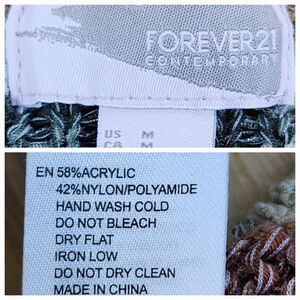 FOREVER21
CONTEMPORARY
US M
CA M
EN 58%ACRYLIC
42%NYLON/POLYAMIDE
HAND WASH COLD
DO NOT BLEACH
DRY FLAT
IRON LOW
DO NOT DRY CLEAN
MADE IN CHINA